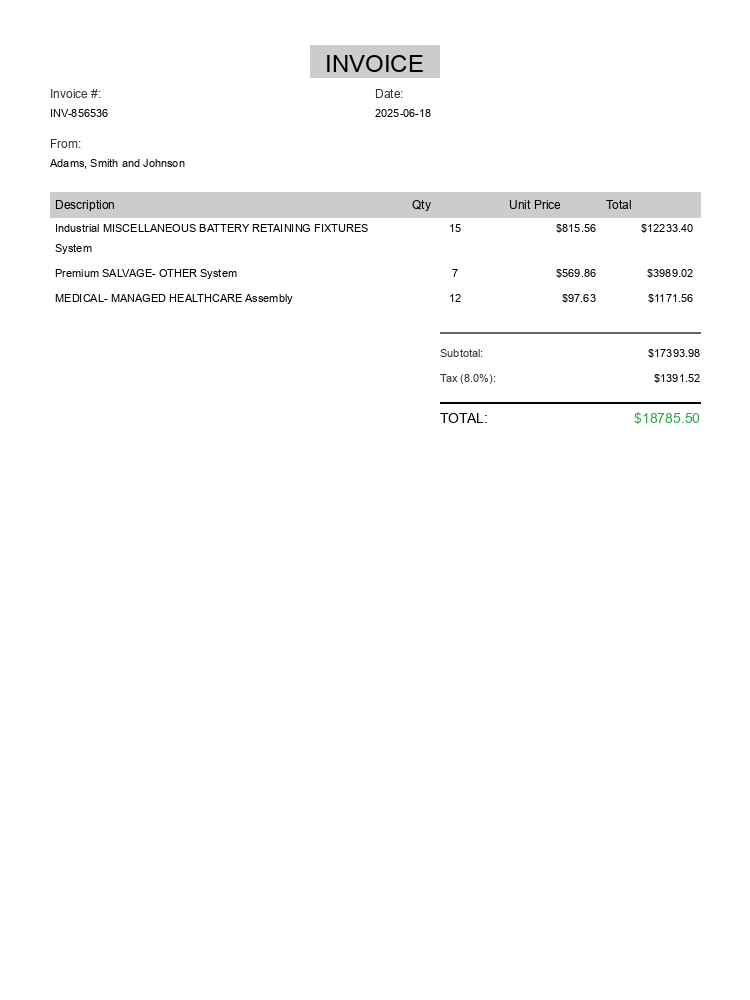 INVOICE
Invoice #: Date:
INV-856536 2025-06-18
From:
Adams, Smith and Johnson
Description Qty Unit Price Total
Industrial MISCELLANEOUS BATTERY RETAINING FIXTURES 15 $815.56 $12233.40
System
Premium SALVAGE- OTHER System 7 $569.86 $3989.02
MEDICAL- MANAGED HEALTHCARE Assembly 12 $97.63 $1171.56
Subtotal: $17393.98
Tax (8.0%): $1391.52
TOTAL: $18785.50